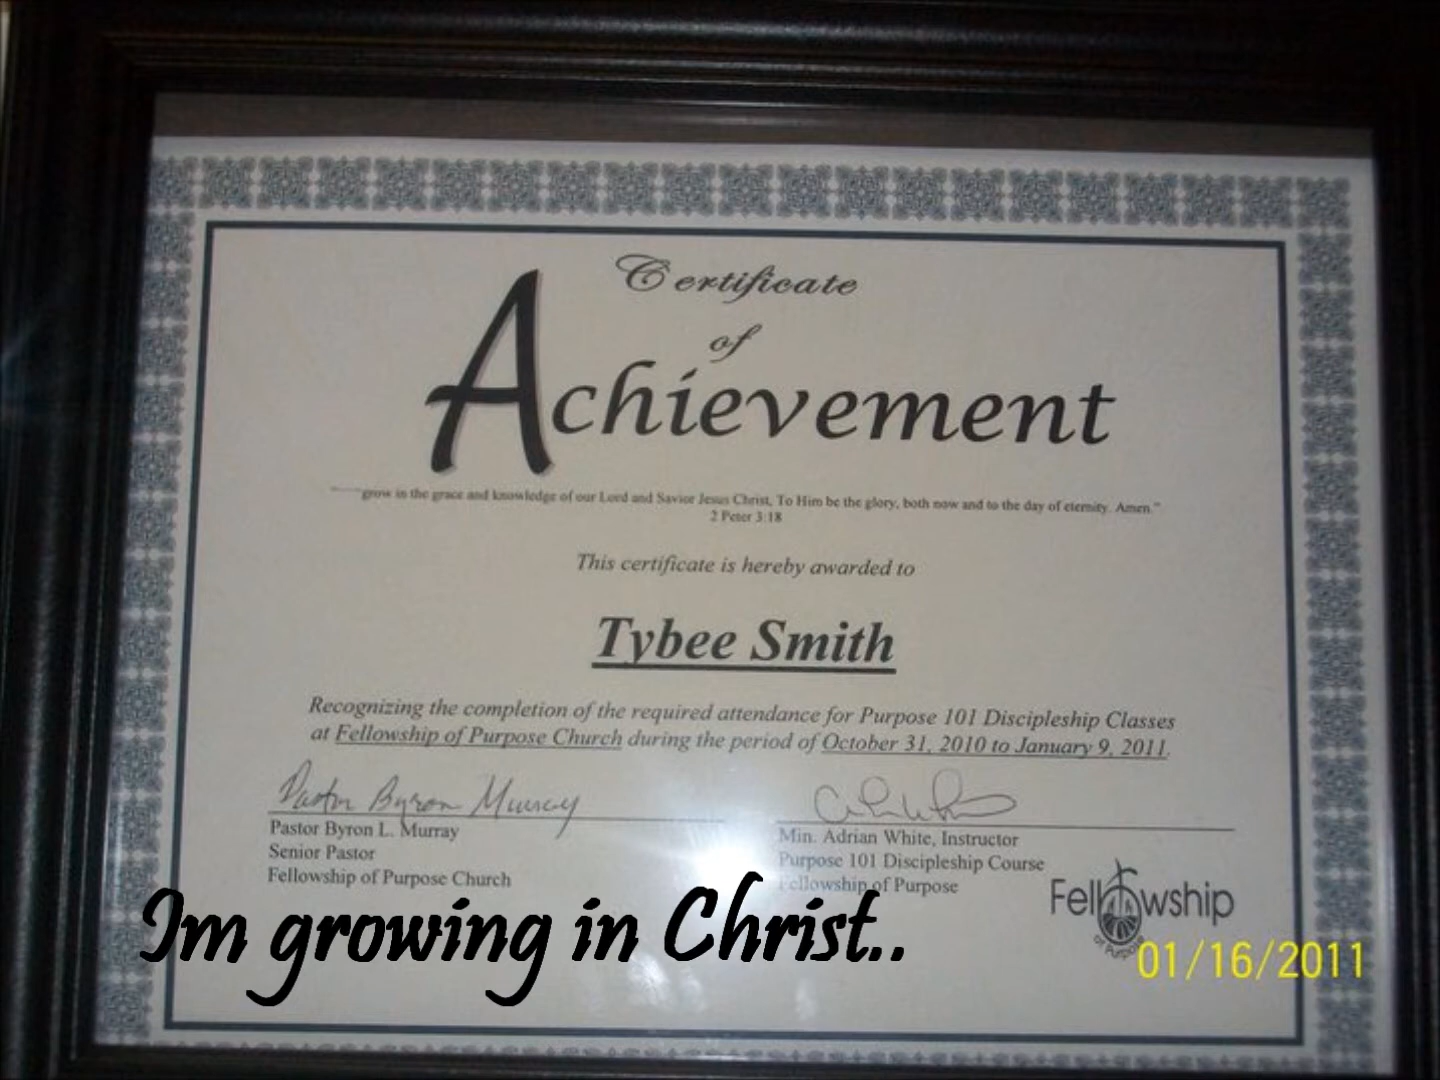 Certificate
of
Achievement
grow in the grace and knowledge of our Lord and Savior Jesus Christ, To Him be the glory, both now and to the day of eternity. Amen."
2 Peter 3:18
This certificate is hereby awarded to
Tybee Smith
Recognizing the completion of the required attendance for Purpose 101 Discipleship Classes
at Fellowship of Purpose Church during the period of October 31, 2010 to January 9, 2011.
Pastor Byron Murray
Pastor Byron L. Murray
Senior Pastor
Fellowship of Purpose Church
Min. Adrian White, Instructor
Purpose 101 Discipleship Course
Fellowship of Purpose
Fellowship
of Purpose
Im growing in Christ..
01/16/2011